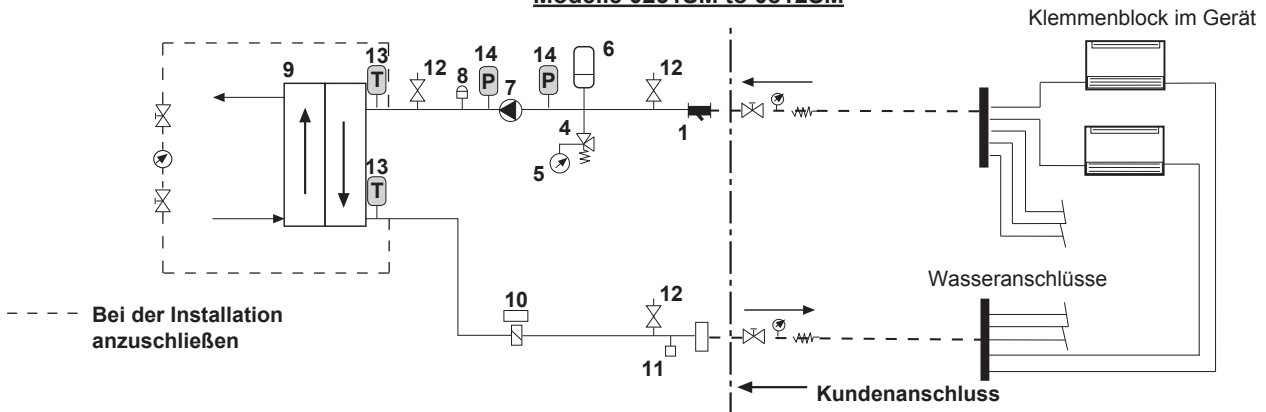 Modelle 0251SM to 0812SM
Klemmenblock im Gerät
13
14
14
6
9
T
12
8
P
7
P
12
4
1
5
13
T
Wasseranschlüsse
10
12
– – – – Bei der Installation
anzuschließen
11
Kundenanschluss